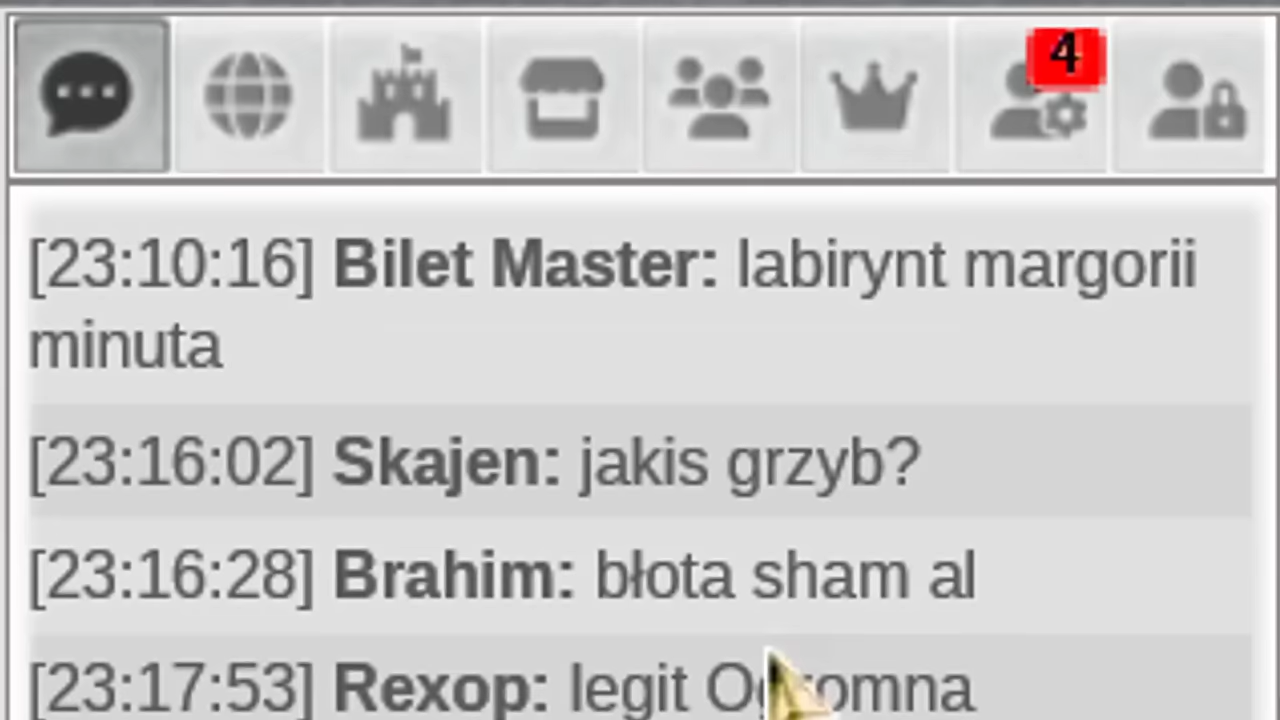 4
[23:10:16] Bilet Master: labirynt margorii
minuta
[23:16:02] Skajen: jakis grzyb?
[23:16:28] Brahim: błota sham al
[23:17:53] Rexop: legit